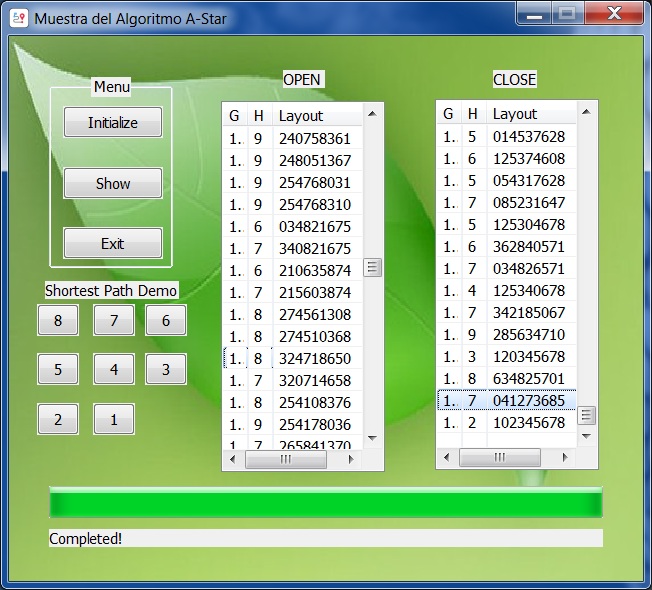 Muestra del Algoritmo A-Star
Menu
Initialize
Show
Exit
Shortest Path Demo
8 7 6
5 4 3
2 1
OPEN
G H Layout
1.. 9 240758361
1.. 9 248051367
1.. 9 254768031
1.. 9 254768310
1.. 6 034821675
1.. 7 340821675
1.. 6 210635874
1.. 7 215603874
1.. 8 274561308
1.. 8 274510368
1.. 8 324718650
1.. 7 320714658
1.. 8 254108376
1.. 9 254178036
1.. 7 265841370
CLOSE
G H Layout
1.. 5 014537628
1.. 6 125374608
1.. 5 054317628
1.. 7 085231647
1.. 5 125304678
1.. 6 362840571
1.. 7 034826571
1.. 4 125340678
1.. 7 342185067
1.. 9 285634710
1.. 3 120345678
1.. 8 634825701
1.. 7 041273685
1.. 2 102345678
Completed!